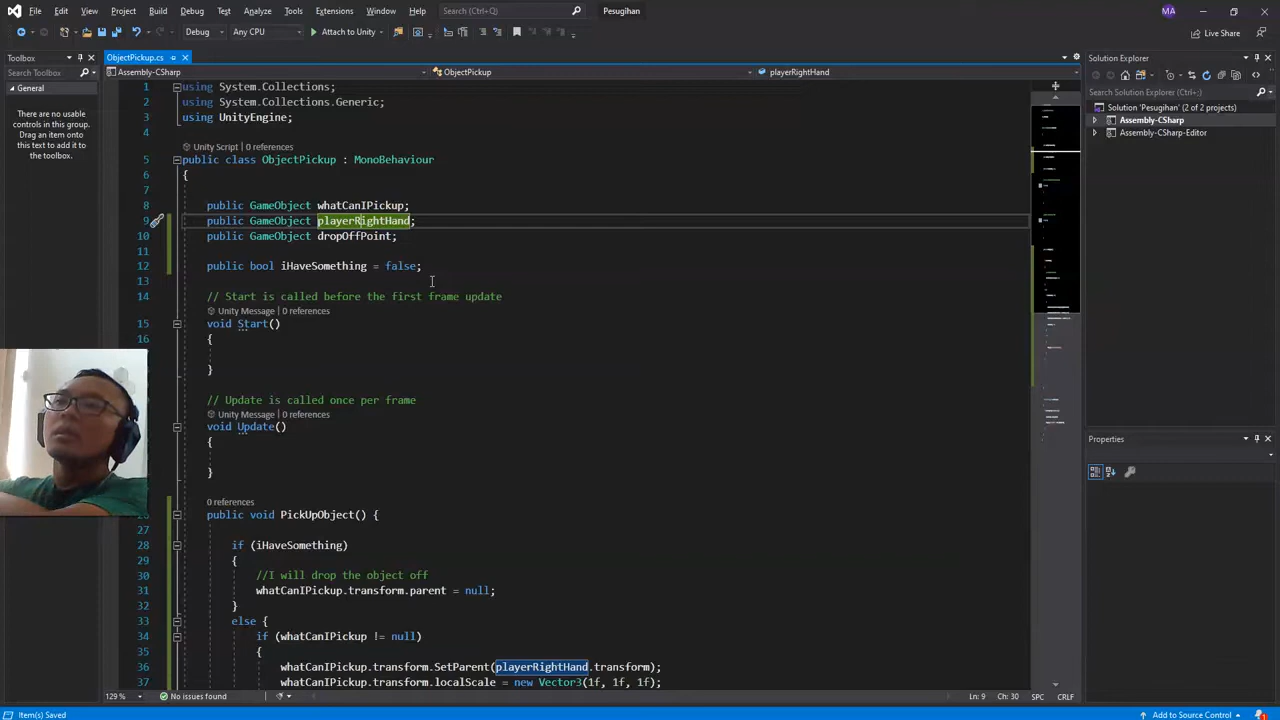 File Edit View Git Project Build Debug Test Analyze Tools Extensions Window Help Search (Ctrl+;) Pesugihan MA
Debug Any CPU Attach to Unity Live Share
Toolbox
ObjectPickup.cs
Solution Explorer
Search Toolbox
Assembly-CSharp ObjectPickup playerRightHand
General
There are no usable
controls in this group.
Drag an item onto
this text to add it to
the toolbox.
1 using System.Collections;
2 using System.Collections.Generic;
3 using UnityEngine;
4
Unity Script | 0 references
5 public class ObjectPickup : MonoBehaviour
6 {
7
8 public GameObject whatCanIPickup;
9 public GameObject playerRightHand;
10 public GameObject dropOffPoint;
11
12 public bool iHaveSomething = false;
13
14 // Start is called before the first frame update
Unity Message | 0 references
15 void Start()
16 {
}
// Update is called once per frame
Unity Message | 0 references
void Update()
{
}
0 references
public void PickUpObject() {
27
28 if (iHaveSomething)
29 {
30 //I will drop the object off
31 whatCanIPickup.transform.parent = null;
32 }
33 else {
34 if (whatCanIPickup != null)
35 {
36 whatCanIPickup.transform.SetParent(playerRightHand.transform);
37 whatCanIPickup.transform.localScale = new Vector3(1f, 1f, 1f);
Search Solution Explorer (Ctrl+;)
Solution 'Pesugihan' (2 of 2 projects)
Assembly-CSharp
Assembly-CSharp-Editor
Properties
129 % No issues found Ln: 9 Ch: 30 SPC CRLF
Item(s) Saved Add to Source Control